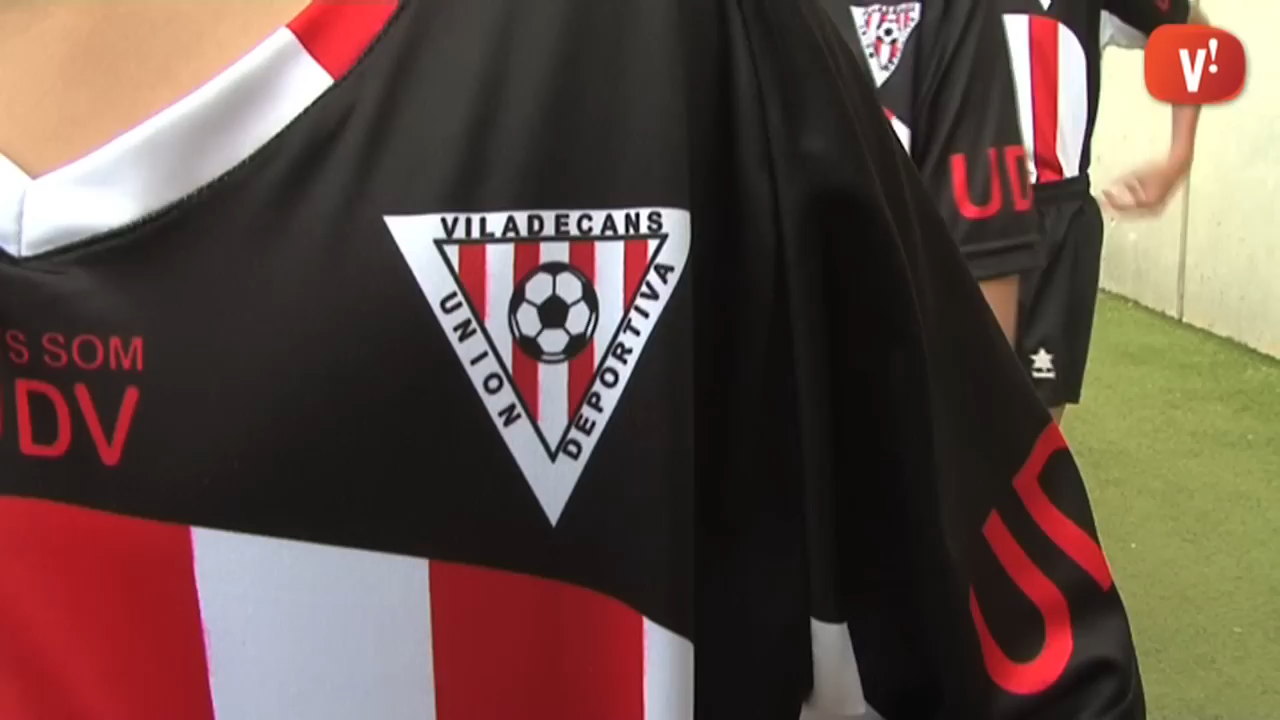 VILADECANS
UNION
DEPORTIVA
S SOM
UDV
UD
UD
V!